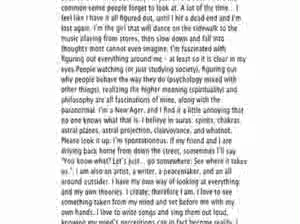 common sense people forget to look at. A lot of the time... I
feel like I have it all figured out, until I hit a dead end and I'm
lost again. I'm the girl that will dance on the sidewalk to the
music playing from stores, then slow down and fall into
thoughts most cannot even imagine. I'm fascinated with
figuring out everything around me - at least so it is clear in my
eyes. People watching (or just studying society), figuring out
why people behave the way they do (psychology mixed with
other things), realizing the higher meaning (spirituality) and
philosophy are all fascinations of mine, along with the
paranormal. I'm a New Ager, and I find it a little annoying that
no one knows what that is. I believe in auras, spirits, chakras,
astral planes, astral projection, clairvoyance, and whatnot.
Please look it up. I'm spontaneous. If my friend and I are
driving back home from down the street, sometimes I'll say
"You know what? Let's just.. go somewhere. See where it takes
us.". I am also an artist, a writer, a peacemaker, and an all
around outsider. I have my own way of looking at everything
and my own theories. I create, therefore I am. I love to see
something taken from my mind and set before me with my
own hands. I love to write songs and sing them out loud,
knowing my mind's perceptions can in fact become reality. I